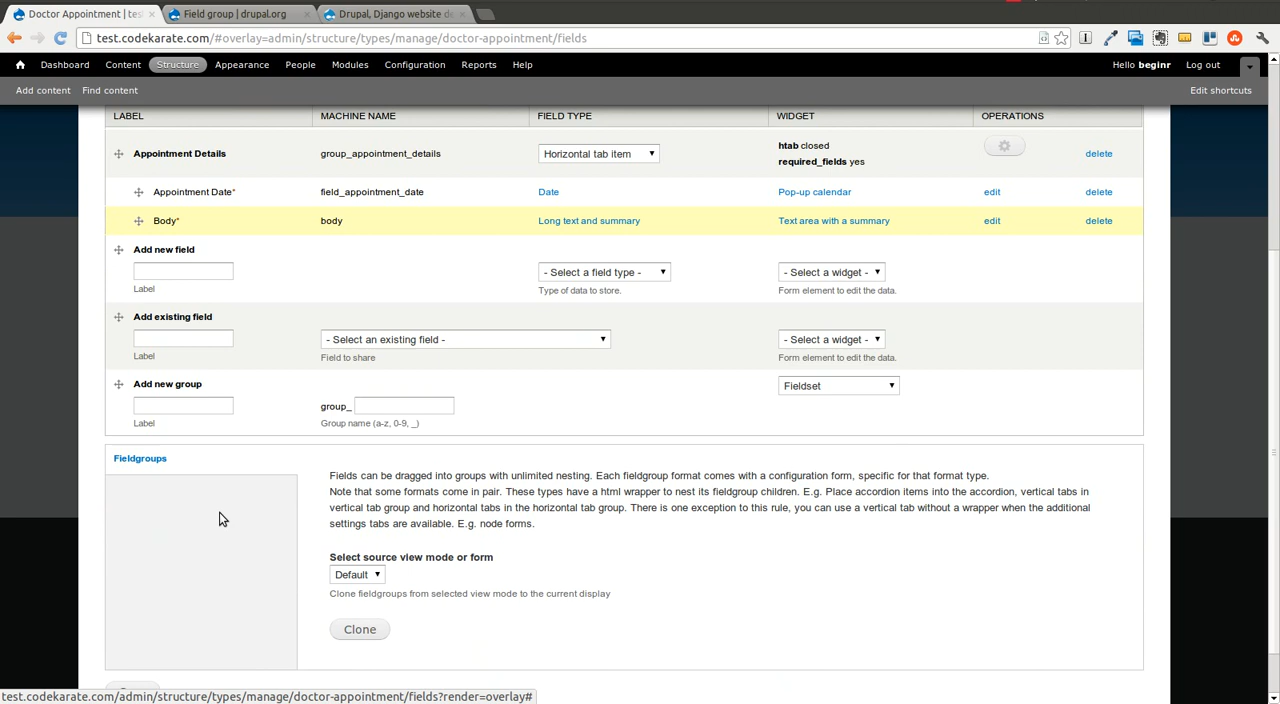 Doctor Appointment | tes
Field group | drupal.org
Drupal, Django website de
test.codekarate.com/#overlay=admin/structure/types/manage/doctor-appointment/fields
Dashboard Content Structure Appearance People Modules Configuration Reports Help Hello beginr Log out
Add content Find content Edit shortcuts
LABEL MACHINE NAME FIELD TYPE WIDGET OPERATIONS
Appointment Details group_appointment_details Horizontal tab item htab closed delete
required_fields yes
Appointment Date* field_appointment_date Date Pop-up calendar edit delete
Body* body Long text and summary Text area with a summary edit delete
Add new field
- Select a field type - - Select a widget -
Label Type of data to store. Form element to edit the data.
Add existing field
- Select an existing field - - Select a widget -
Label Field to share Form element to edit the data.
Add new group Fieldset
group_
Label Group name (a-z, 0-9, _)
Fieldgroups
Fields can be dragged into groups with unlimited nesting. Each fieldgroup format comes with a configuration form, specific for that format type.
Note that some formats come in pair. These types have a html wrapper to nest its fieldgroup children. E.g. Place accordion items into the accordion, vertical tabs in
vertical tab group and horizontal tabs in the horizontal tab group. There is one exception to this rule, you can use a vertical tab without a wrapper when the additional
settings tabs are available. E.g. node forms.
Select source view mode or form
Default
Clone fieldgroups from selected view mode to the current display
Clone
test.codekarate.com/admin/structure/types/manage/doctor-appointment/fields?render=overlay#